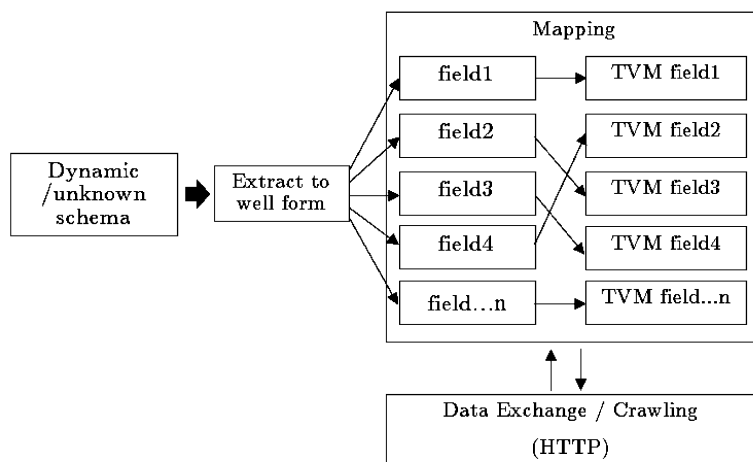 Mapping
field1
TVM field1
field2
TVM field2
Dynamic
/unknown
schema
Extract to
well form
field3
TVM field3
field4
TVM field4
field...n
TVM field...n
Data Exchange / Crawling
(HTTP)